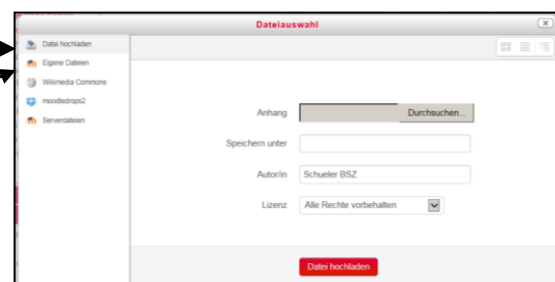 Dateiauswahl
Datei hochladen
Eigene Dateien
Wikimedia Commons
moodledrops2
Serverdateien
Anhang
Durchsuchen...
Speichern unter
Autor/in Schueler BSZ
Lizenz Alle Rechte vorbehalten
Datei hochladen